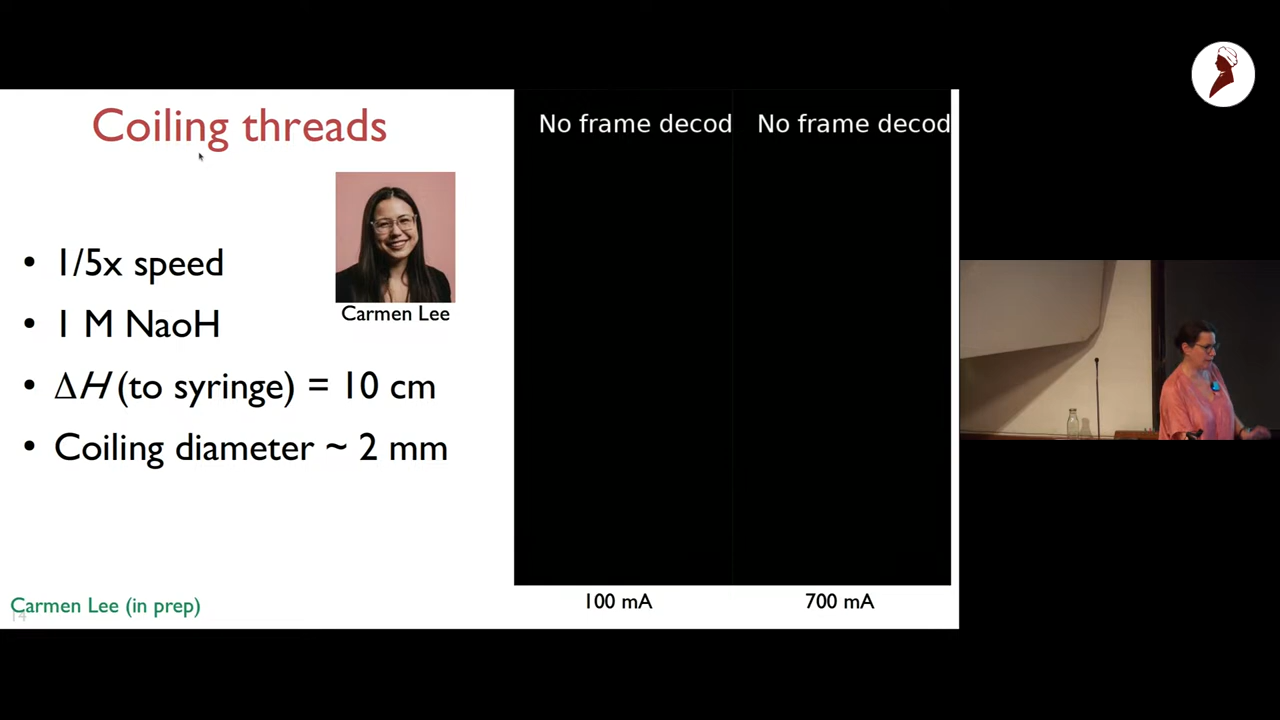 Coiling threads
• 1/5x speed
• 1 M NaoH
• ΔH (to syringe) = 10 cm
• Coiling diameter ~ 2 mm
Carmen Lee
No frame decod
No frame decod
100 mA
700 mA
Carmen Lee (in prep)
14